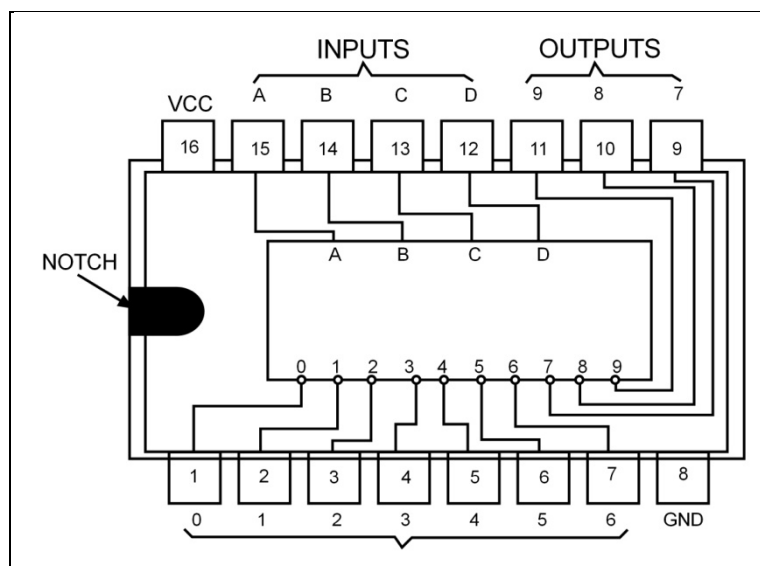 INPUTS OUTPUTS
VCC A B C D 9 8 7
16 15 14 13 12 11 10 9
A B C D
NOTCH
0 1 2 3 4 5 6 7 8 9
1 2 3 4 5 6 7 8
0 1 2 3 4 5 6 GND